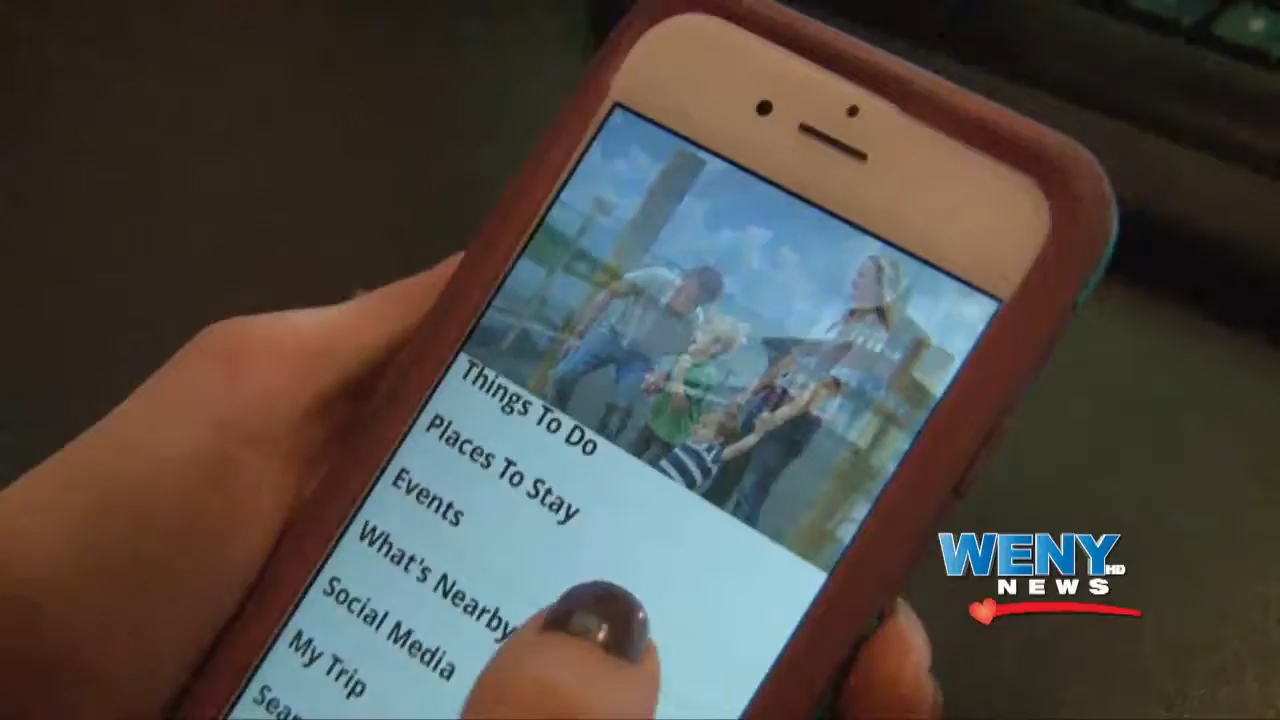 Things To Do
Places To Stay
Events
What's Nearby
Social Media
My Trip
WENY HD
NEWS